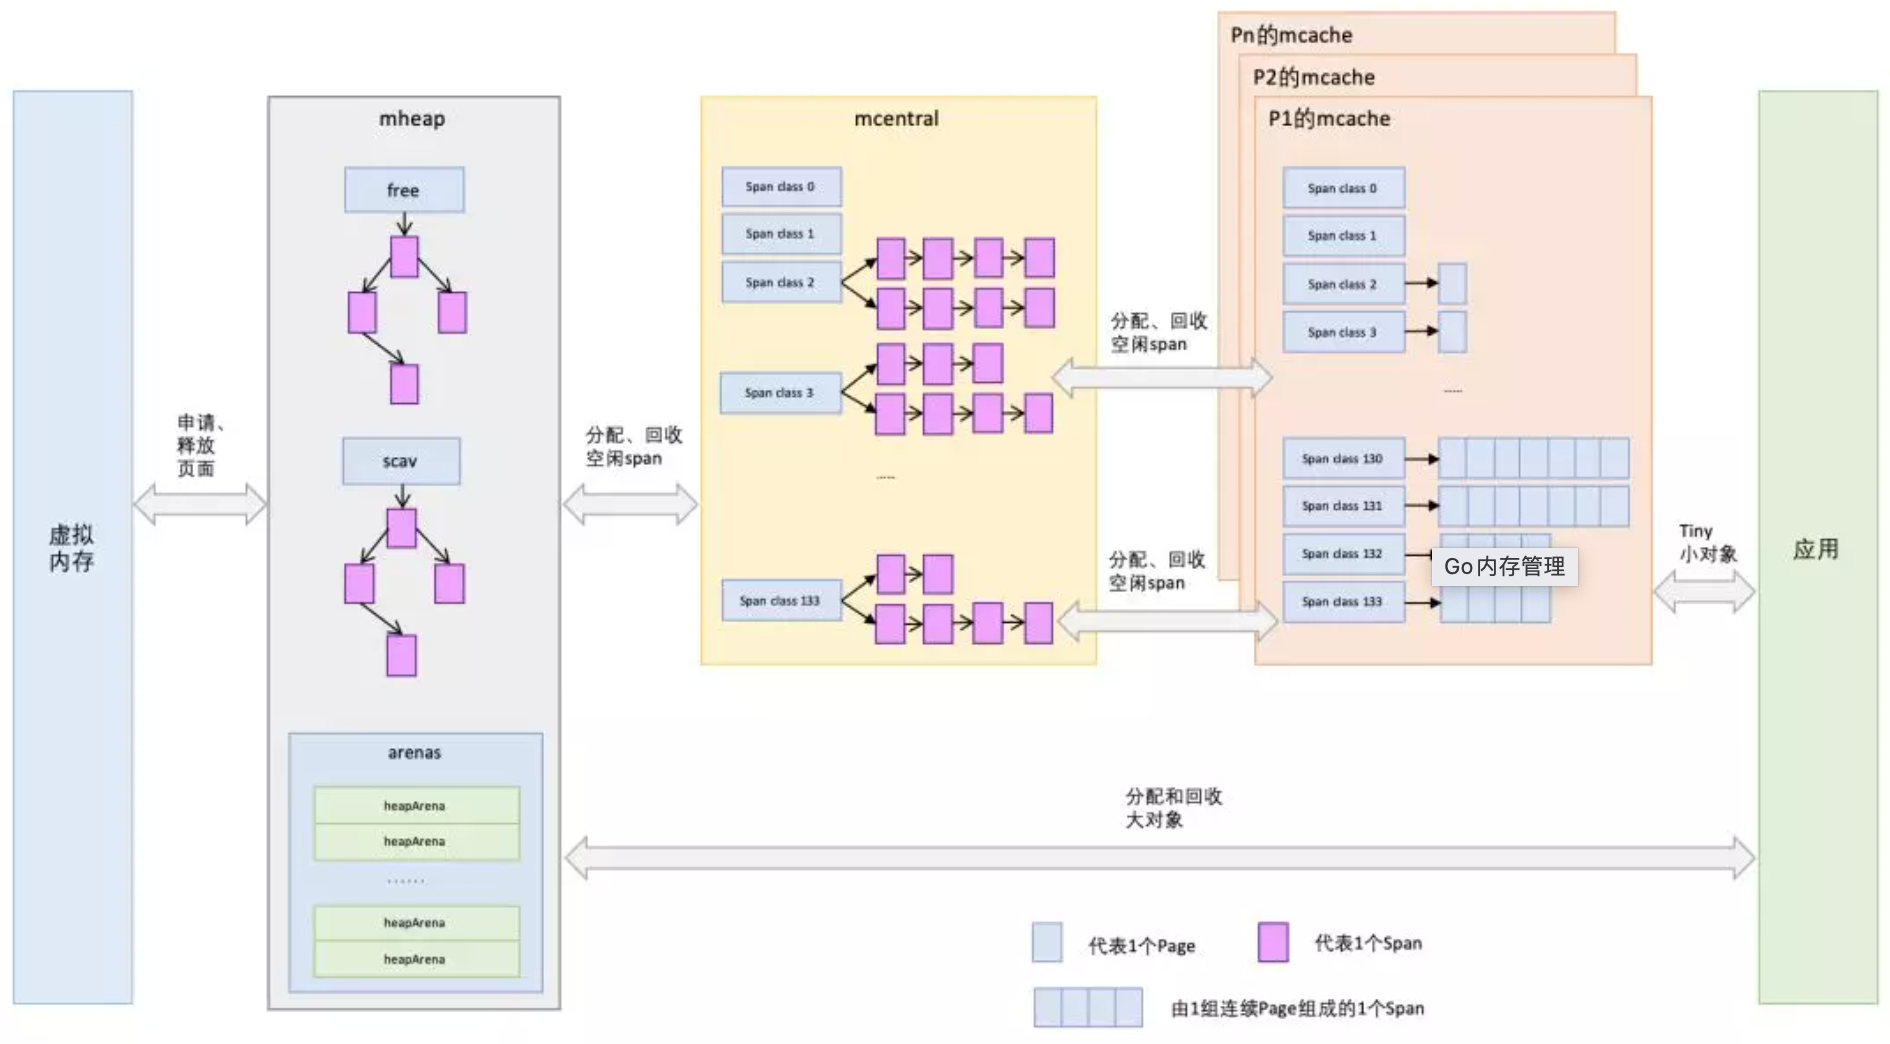 虚拟
内存
申请、
释放
页面
mheap
free
scav
arenas
heapArena
heapArena
......
heapArena
heapArena
分配、回收
空闲span
mcentral
Span class 0
Span class 1
Span class 2
Span class 3
......
Span class 133
分配、回收
空闲span
分配、回收
空闲span
Pn的mcache
P2的mcache
P1的mcache
Span class 0
Span class 1
Span class 2
Span class 3
......
Span class 130
Span class 131
Span class 132
Go内存管理
Span class 133
Tiny
小对象
应用
分配和回收
大对象
代表1个Page
代表1个Span
由1组连续Page组成的1个Span